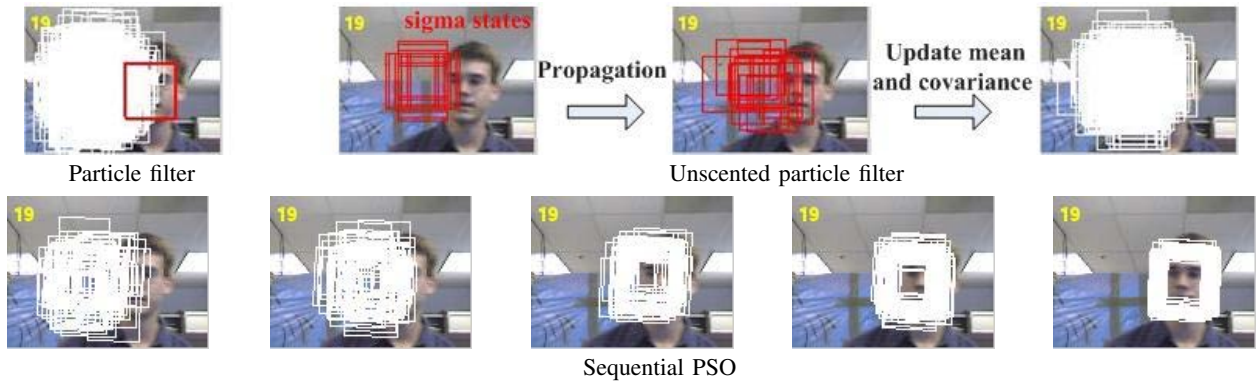 19
19 sigma states
Propagation
19
Update mean
and covariance
19
Particle filter
Unscented particle filter
19
19
19
19
19
Sequential PSO